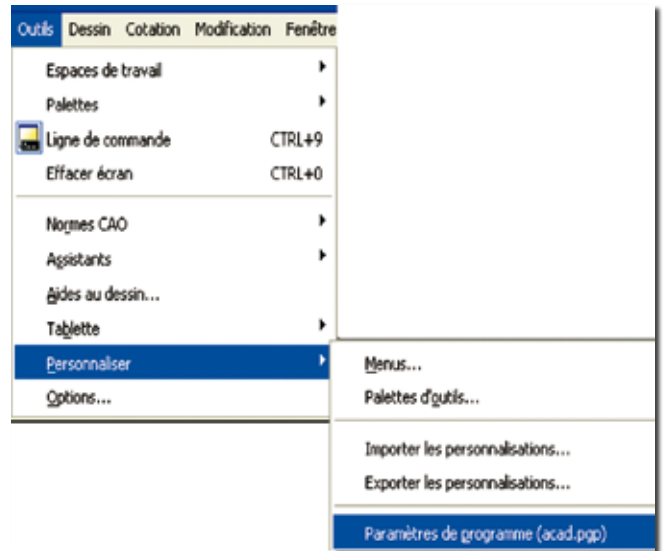 Outils Dessin Cotation Modification Fenêtre
Espaces de travail
Palettes
Ligne de commande CTRL+9
Effacer écran CTRL+0
Normes CAO
Assistants
Aides au dessin...
Tablette
Personnaliser
Options...
Menus...
Palettes d'outils...
Importer les personnalisations...
Exporter les personnalisations...
Paramètres de programme (acad.pgp)